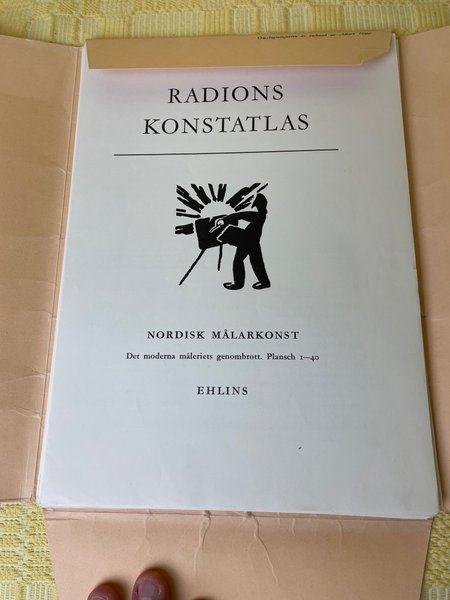 RADIONS
KONSTATLAS
NORDISK MÅLARKONST
Det moderna måleriets genombrott. Plansch 1—40
EHLINS